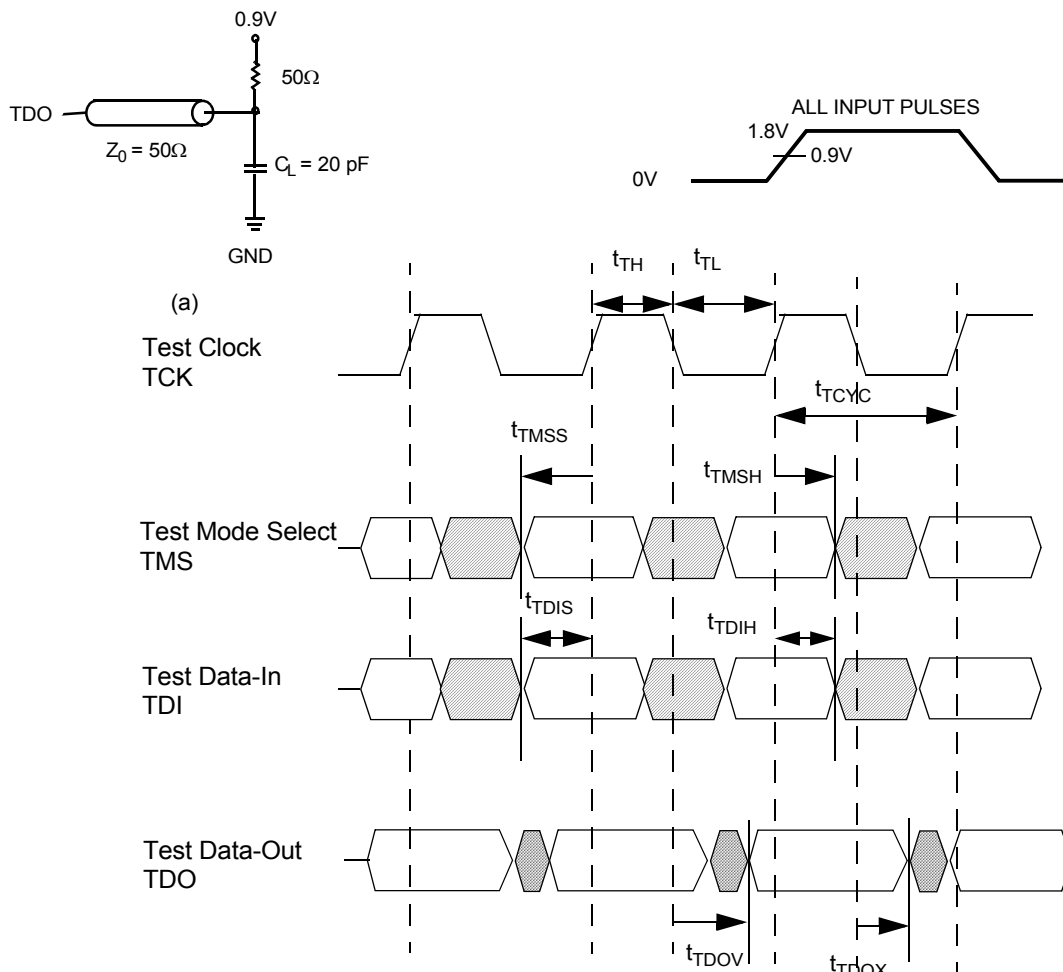 0.9V
50Ω
TDO
Z0 = 50Ω
CL = 20 pF
GND
ALL INPUT PULSES
1.8V
0.9V
0V
(a)
tTH
tTL
Test Clock
TCK
tTCYC
tTMSS
tTMSH
Test Mode Select
TMS
tTDIS
tTDIH
Test Data-In
TDI
Test Data-Out
TDO
tTDOV
tTDOX